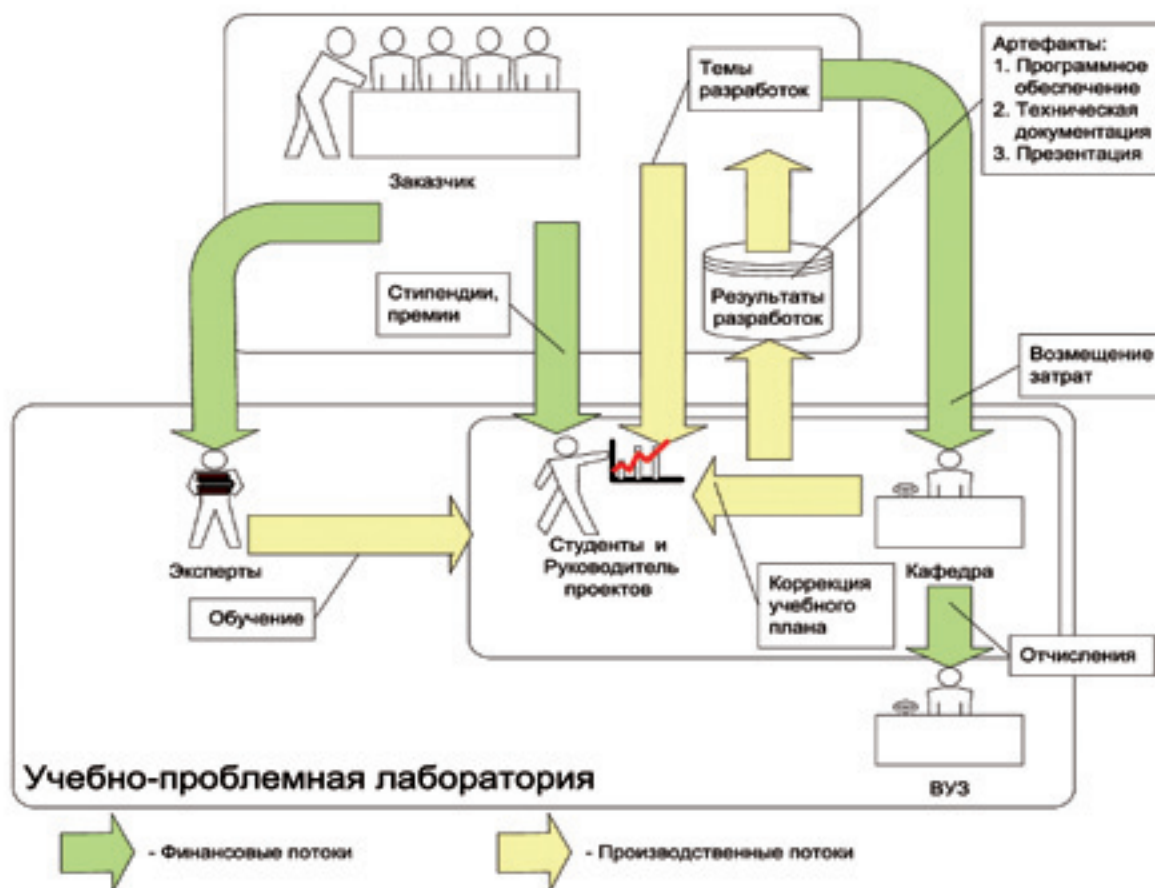 Артефакты:
1. Программное
обеспечение
2. Техническая
документация
3. Презентация
Темы
разработок
Заказчик
Стипендии,
премии
Результаты
разработок
Возмещение
затрат
Эксперты
Студенты и
Руководитель
проектов
Кафедра
Обучение
Коррекция
учебного
плана
Отчисления
Учебно-проблемная лаборатория
ВУЗ
- Финансовые потоки
- Производственные потоки